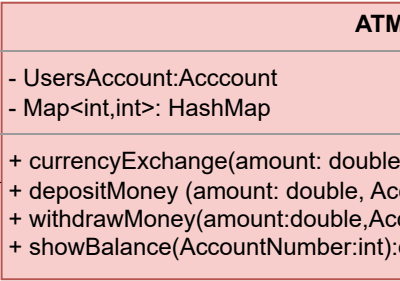 ATM
- UsersAccount:Acccount
- Map<int,int>: HashMap
+ currencyExchange(amount: double
+ depositMoney (amount: double, Ac
+ withdrawMoney(amount:double,Acc
+ showBalance(AccountNumber:int):